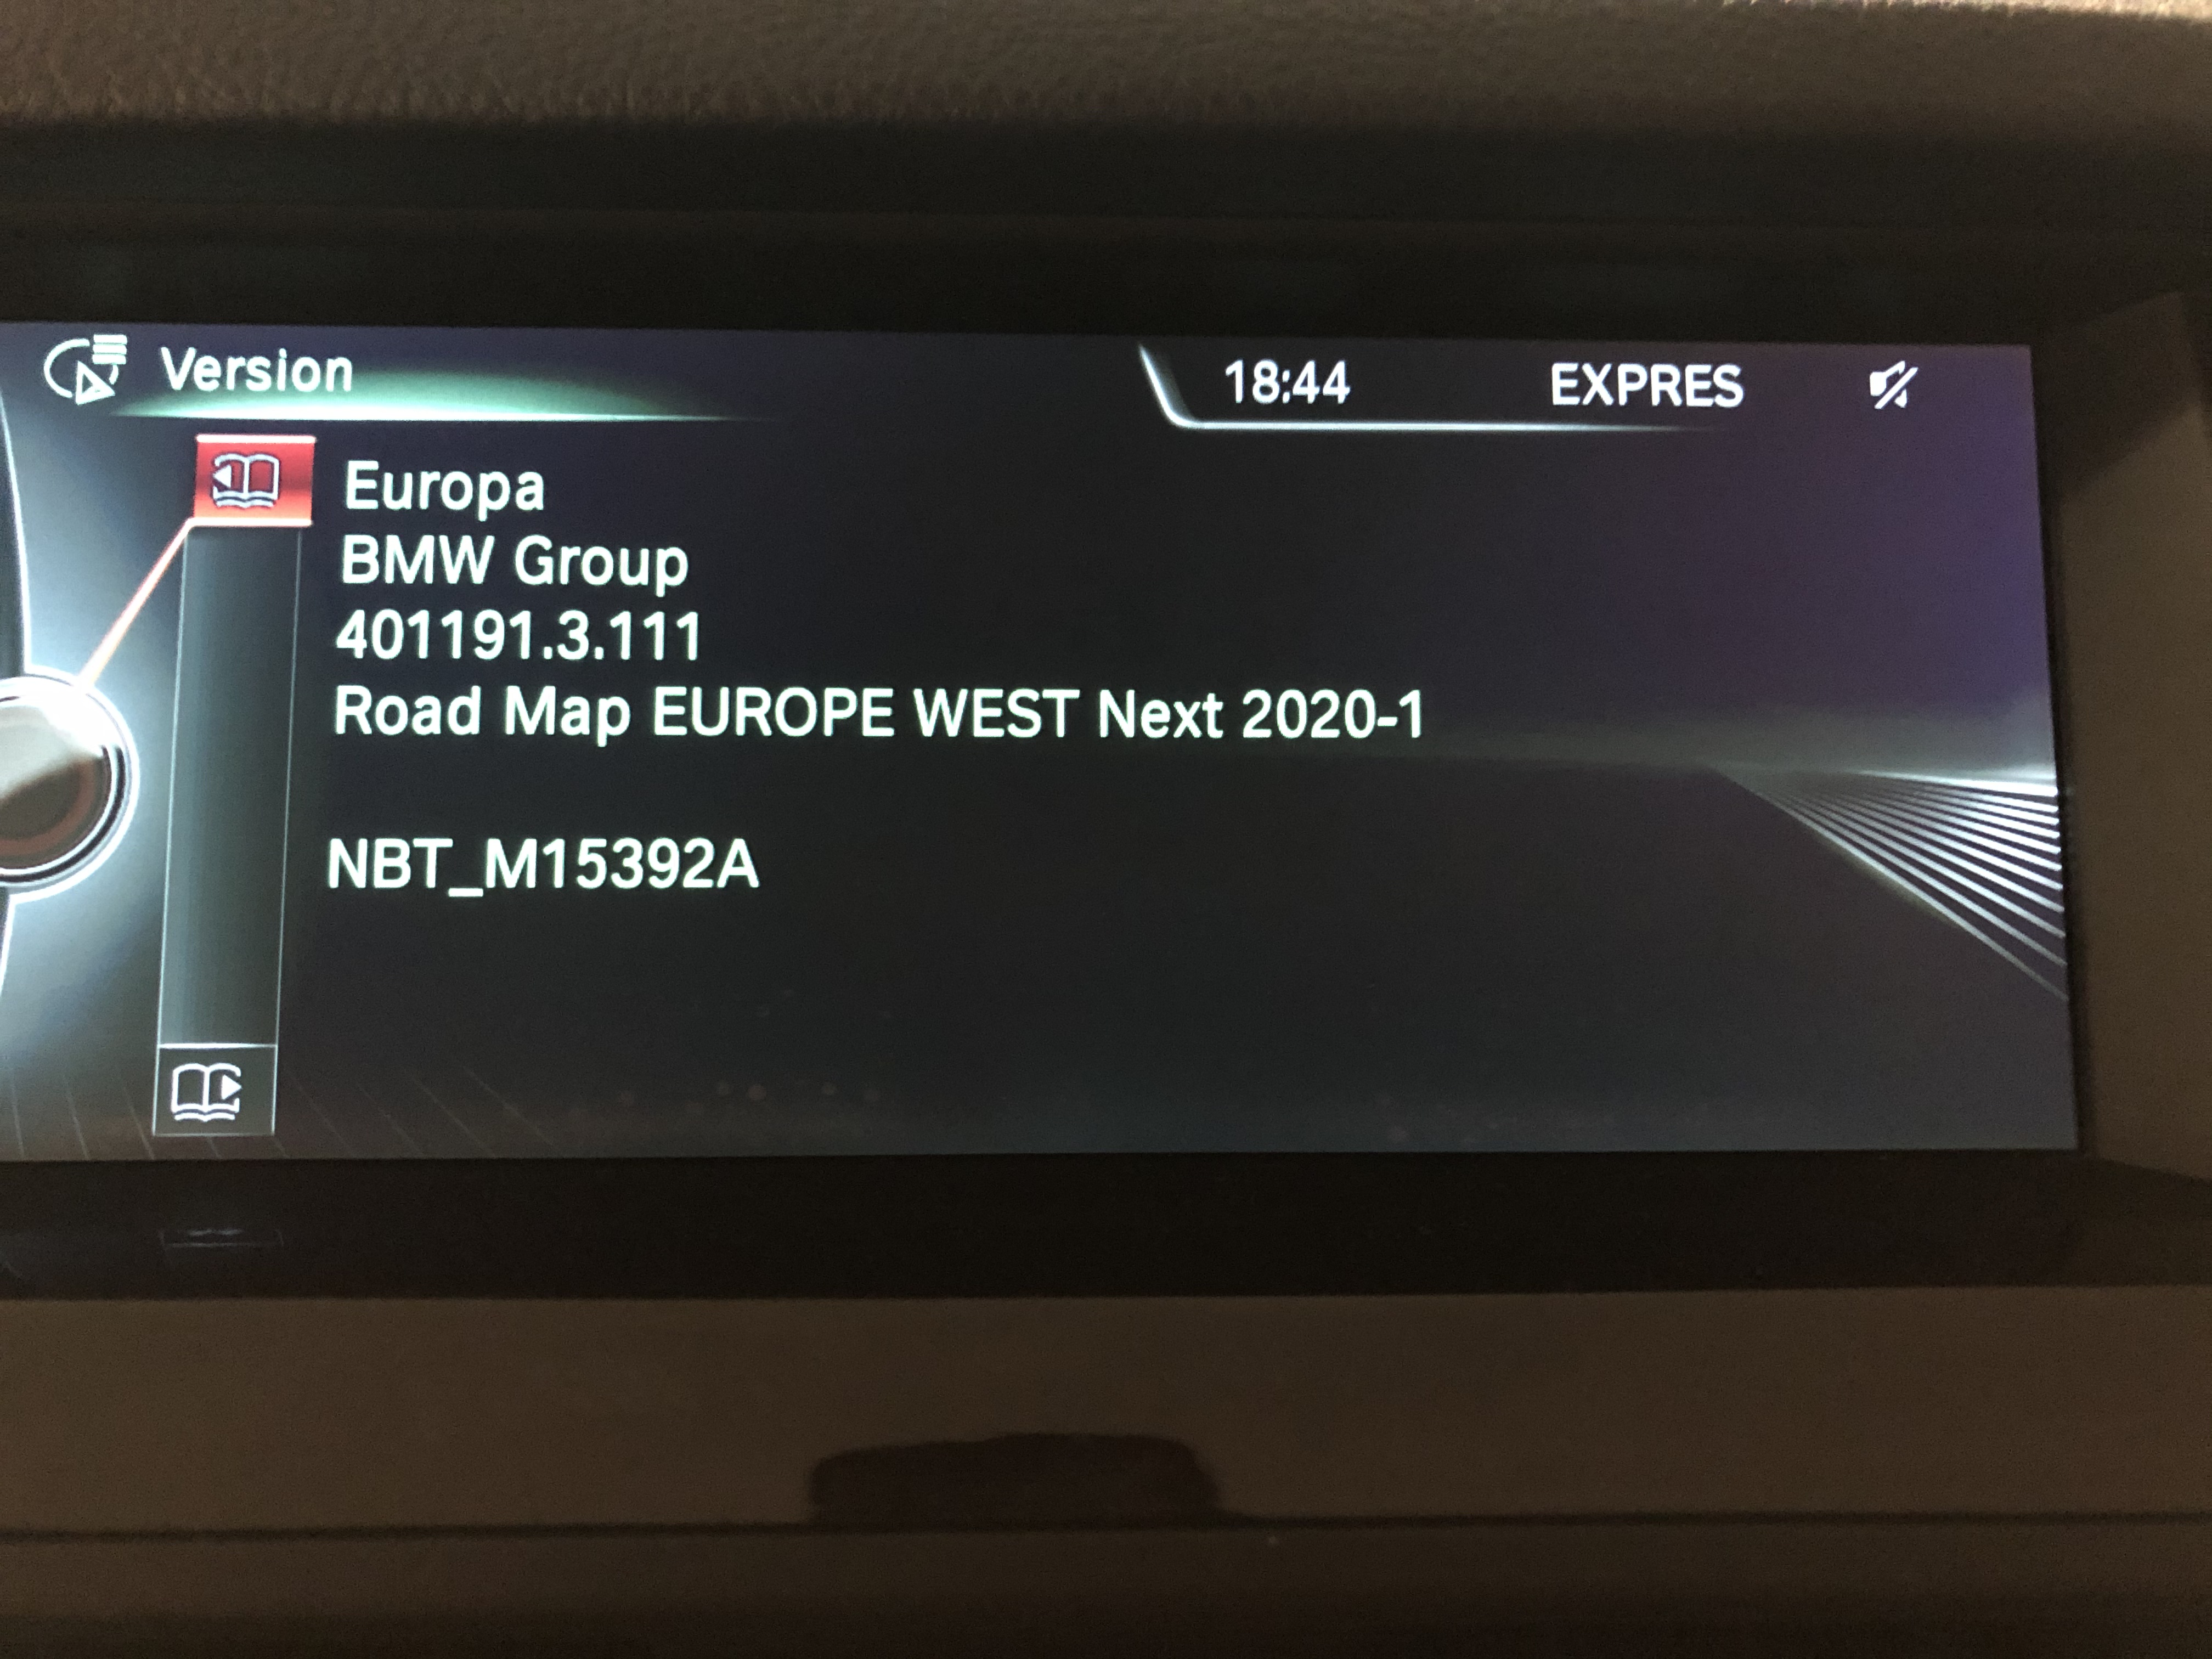 Version
18:44
EXPRES
Europa
BMW Group
401191.3.111
Road Map EUROPE WEST Next 2020-1
NBT_M15392A